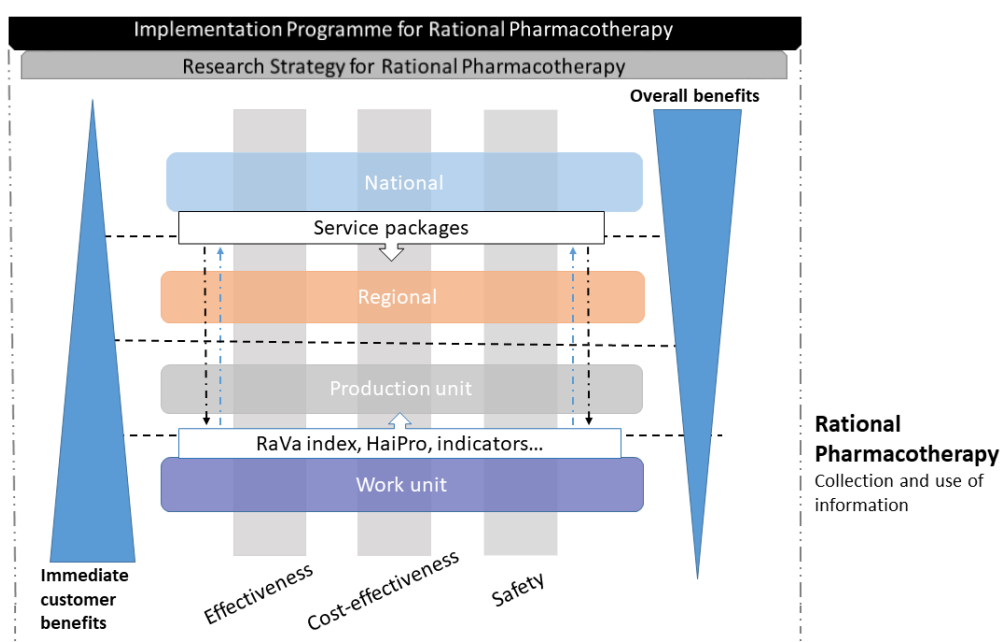 Implementation Programme for Rational Pharmacotherapy
Research Strategy for Rational Pharmacotherapy
Overall benefits
National
Service packages
Regional
Production unit
RaVa index, HaiPro, indicators...
Work unit
Rational
Pharmacotherapy
Collection and use of
information
Immediate
customer
benefits
Effectiveness
Cost-effectiveness
Safety